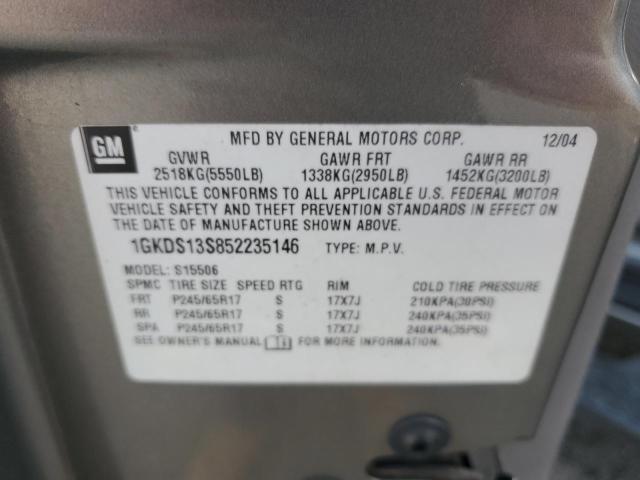 GM ®
MFD BY GENERAL MOTORS CORP. 12/04
GVWR GAWR FRT GAWR RR
2518KG(5550LB) 1338KG(2950LB) 1452KG(3200LB)
THIS VEHICLE CONFORMS TO ALL APPLICABLE U.S. FEDERAL MOTOR
VEHICLE SAFETY AND THEFT PREVENTION STANDARDS IN EFFECT ON
THE DATE OF MANUFACTURE SHOWN ABOVE.
1GKDS13S852235146 TYPE: M.P.V.
MODEL: S15506
SPMC TIRE SIZE SPEED RTG RIM COLD TIRE PRESSURE
FRT P245/65R17 S 17X7J 210KPA(30PSI)
RR P245/65R17 S 17X7J 240KPA(35PSI)
SPA P245/65R17 S 17X7J 240KPA(35PSI)
SEE OWNER'S MANUAL FOR MORE INFORMATION.